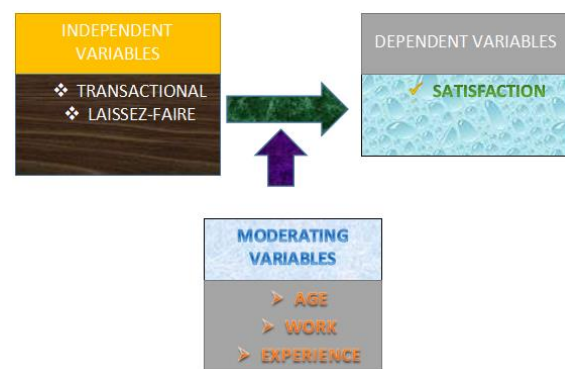 INDEPENDENT
VARIABLES
❖ TRANSACTIONAL
❖ LAISSEZ-FAIRE
DEPENDENT VARIABLES
✓ SATISFACTION
MODERATING
VARIABLES
➢ AGE
➢ WORK
➢ EXPERIENCE